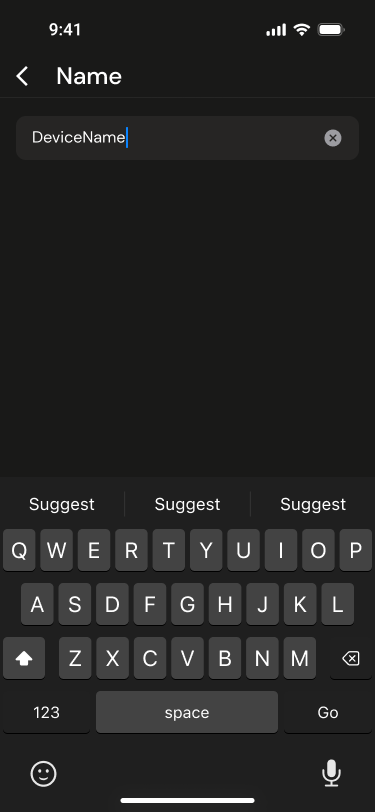 9:41
Name
DeviceName
Suggest Suggest Suggest
Q W E R T Y U I O P
A S D F G H J K L
Z X C V B N M
123 space Go